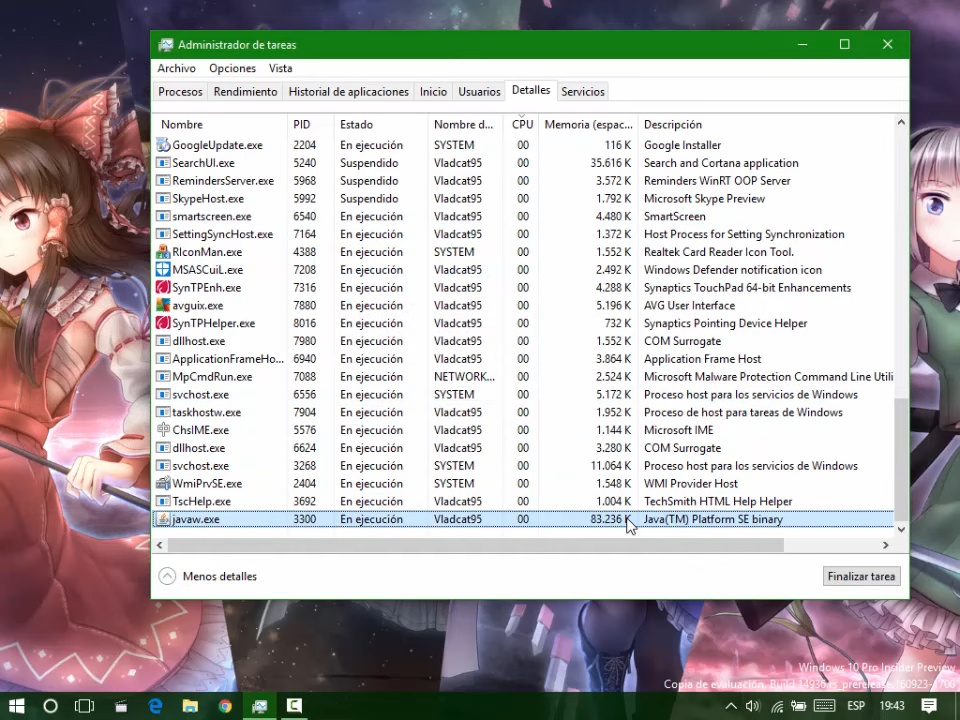 Administrador de tareas
Archivo Opciones Vista
Procesos Rendimiento Historial de aplicaciones Inicio Usuarios Detalles Servicios
Nombre PID Estado Nombre d... CPU Memoria (espac... Descripción
GoogleUpdate.exe 2204 En ejecución SYSTEM 00 116 K Google Installer
SearchUI.exe 5240 Suspendido Vladcat95 00 35.616 K Search and Cortana application
RemindersServer.exe 5968 Suspendido Vladcat95 00 3.572 K Reminders WinRT OOP Server
SkypeHost.exe 5992 Suspendido Vladcat95 00 1.792 K Microsoft Skype Preview
smartscreen.exe 6540 En ejecución Vladcat95 00 4.480 K SmartScreen
SettingSyncHost.exe 7164 En ejecución Vladcat95 00 1.372 K Host Process for Setting Synchronization
RIconMan.exe 4388 En ejecución SYSTEM 00 1.552 K Realtek Card Reader Icon Tool.
MSASCuiL.exe 7208 En ejecución Vladcat95 00 2.492 K Windows Defender notification icon
SynTPEnh.exe 7316 En ejecución Vladcat95 00 4.288 K Synaptics TouchPad 64-bit Enhancements
avguix.exe 7880 En ejecución Vladcat95 00 5.196 K AVG User Interface
SynTPHelper.exe 8016 En ejecución Vladcat95 00 732 K Synaptics Pointing Device Helper
dllhost.exe 7980 En ejecución Vladcat95 00 1.552 K COM Surrogate
ApplicationFrameHo... 6940 En ejecución Vladcat95 00 3.864 K Application Frame Host
MpCmdRun.exe 7088 En ejecución NETWORK... 00 2.524 K Microsoft Malware Protection Command Line Utili
svchost.exe 6556 En ejecución SYSTEM 00 5.172 K Proceso host para los servicios de Windows
taskhostw.exe 7904 En ejecución Vladcat95 00 1.952 K Proceso de host para tareas de Windows
ChsIME.exe 5576 En ejecución Vladcat95 00 1.144 K Microsoft IME
dllhost.exe 6624 En ejecución Vladcat95 00 3.280 K COM Surrogate
svchost.exe 3268 En ejecución SYSTEM 00 11.064 K Proceso host para los servicios de Windows
WmiPrvSE.exe 2404 En ejecución SYSTEM 00 1.548 K WMI Provider Host
TscHelp.exe 3692 En ejecución Vladcat95 00 1.004 K TechSmith HTML Help Helper
javaw.exe 3300 En ejecución Vladcat95 00 83.236 K Java(TM) Platform SE binary
Menos detalles Finalizar tarea
Windows 10 Pro Insider Preview
Copia de evaluación. Build 14936.rs_prerelease.160923-1700
ESP 19:43